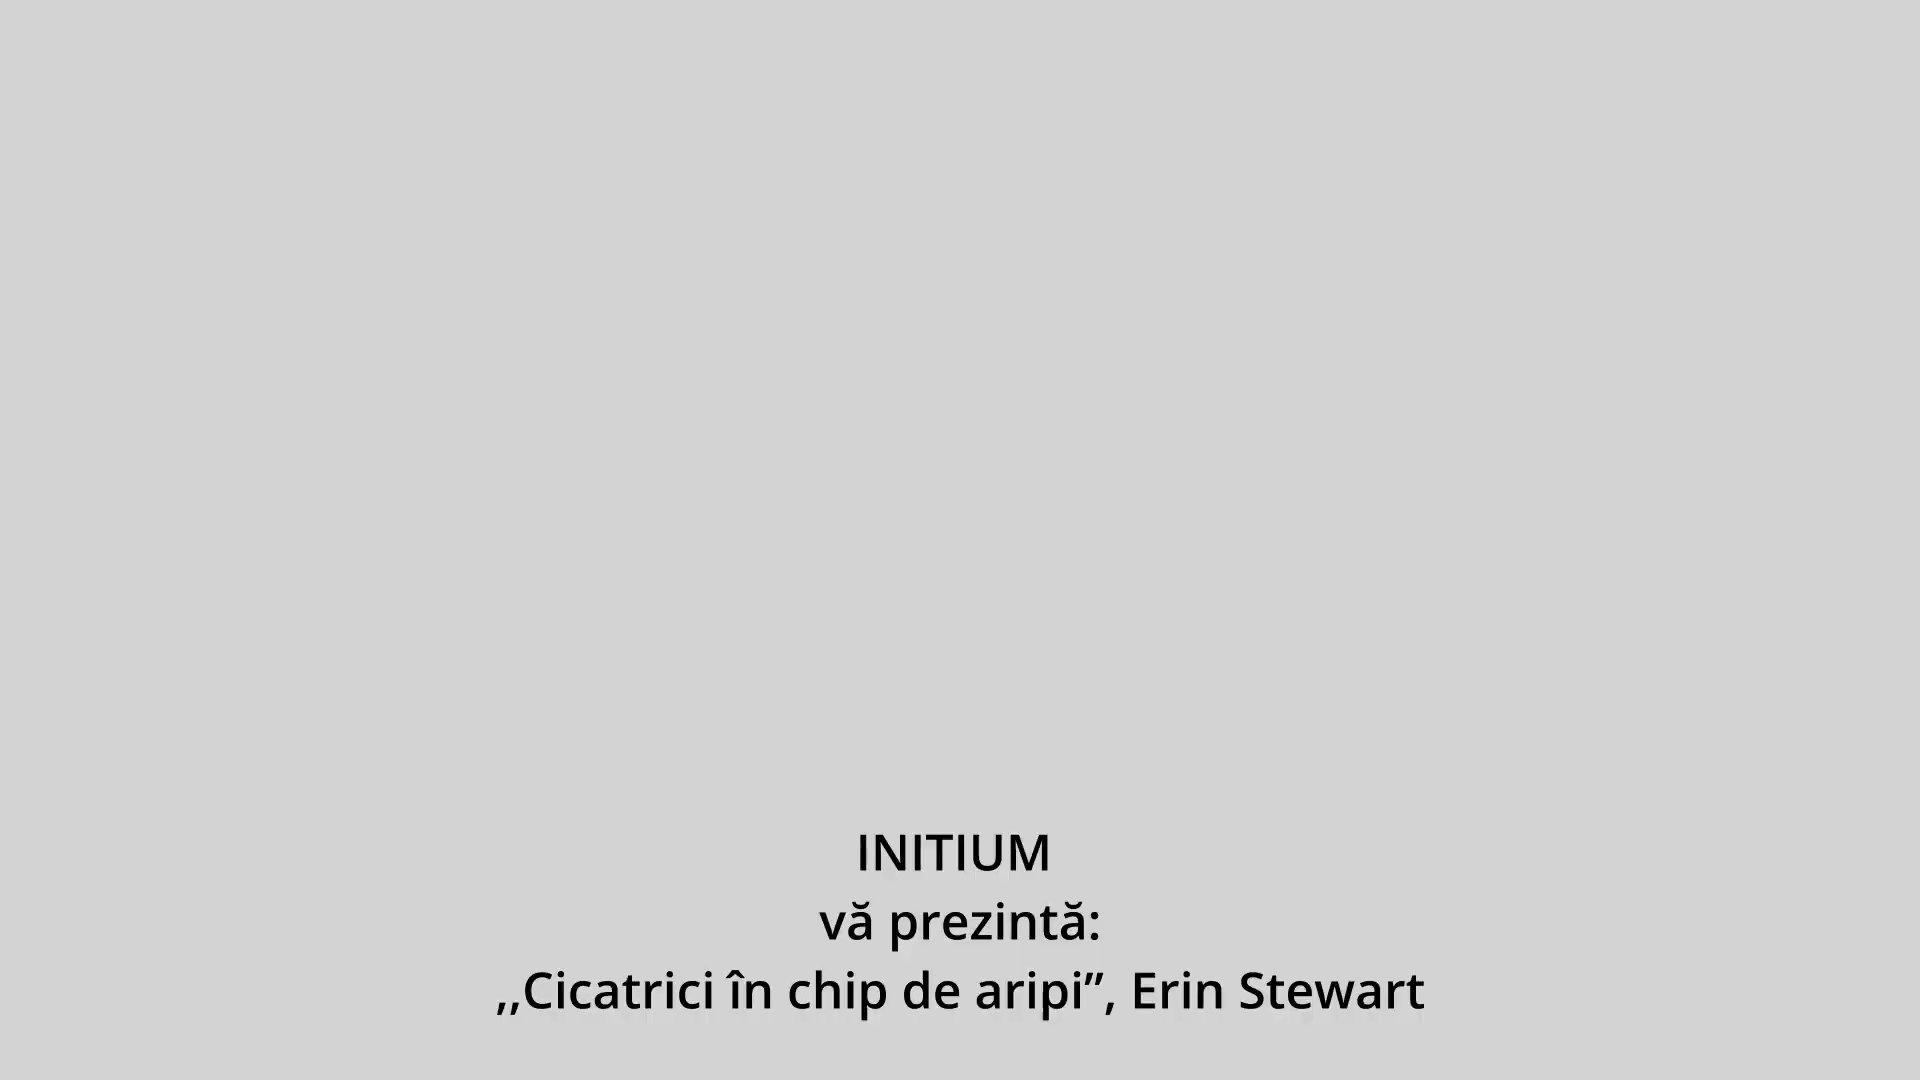 INITIUM
vă prezintă:
,,Cicatrici în chip de aripi”, Erin Stewart